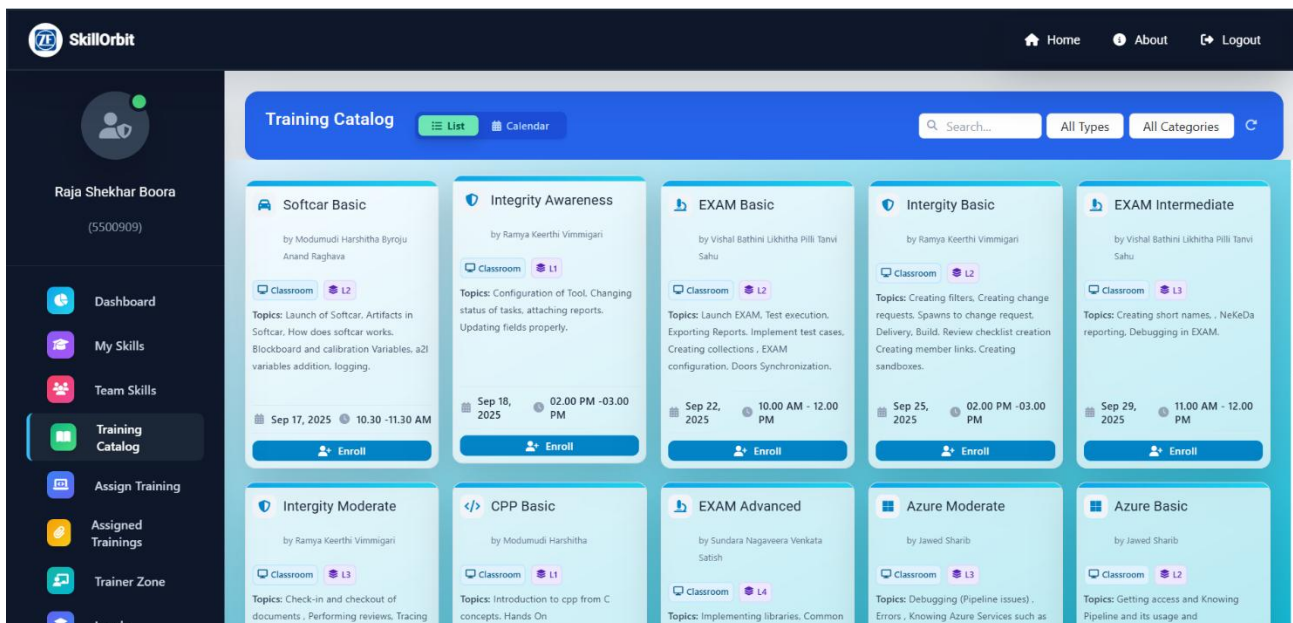 ZF
SkillOrbit
Home
About
Logout
Raja Shekhar Boora
(5500909)
Dashboard
My Skills
Team Skills
Training
Catalog
Assign Training
Assigned
Trainings
Trainer Zone
Training Catalog
List
Calendar
Search...
All Types
All Categories
Softcar Basic
by Modumudi Harshitha Byroju
Anand Raghava
Classroom
L2
Topics: Launch of Softcar, Artifacts in
Softcar, How does softcar works,
Blockboard and calibration Variables, a2l
variables addition, logging.
Sep 17, 2025
10.30 -11.30 AM
Enroll
Integrity Awareness
by Ramya Keerthi Vimmigari
Classroom
L1
Topics: Configuration of Tool, Changing
status of tasks, attaching reports.
Updating fields properly.
Sep 18,
2025
02.00 PM -03.00
PM
Enroll
EXAM Basic
by Vishal Bathini Likhitha Pilli Tanvi
Sahu
Classroom
L2
Topics: Launch EXAM, Test execution,
Exporting Reports. Implement test cases,
Creating collections , EXAM
configuration, Doors Synchronization.
Sep 22,
2025
10.00 AM - 12.00
PM
Enroll
Intergity Basic
by Ramya Keerthi Vimmigari
Classroom
L2
Topics: Creating filters, Creating change
requests, Spawns to change request,
Delivery, Build. Review checklist creation
Creating member links. Creating
sandboxes.
Sep 25,
2025
02.00 PM -03.00
PM
Enroll
EXAM Intermediate
by Vishal Bathini Likhitha Pilli Tanvi
Sahu
Classroom
L3
Topics: Creating short names, , NeKeDa
reporting, Debugging in EXAM.
Sep 29,
2025
11.00 AM - 12.00
PM
Enroll
Intergity Moderate
by Ramya Keerthi Vimmigari
Classroom
L3
Topics: Check-in and checkout of
documents , Performing reviews, Tracing
CPP Basic
by Modumudi Harshitha
Classroom
L1
Topics: Introduction to cpp from C
concepts. Hands On
EXAM Advanced
by Sundara Nagaveera Venkata
Satish
Classroom
L4
Topics: Implementing libraries, Common
Azure Moderate
by Jawed Sharib
Classroom
L3
Topics: Debugging (Pipeline issues) ,
Errors , Knowing Azure Services such as
Azure Basic
by Jawed Sharib
Classroom
L2
Topics: Getting access and Knowing
Pipeline and its usage and